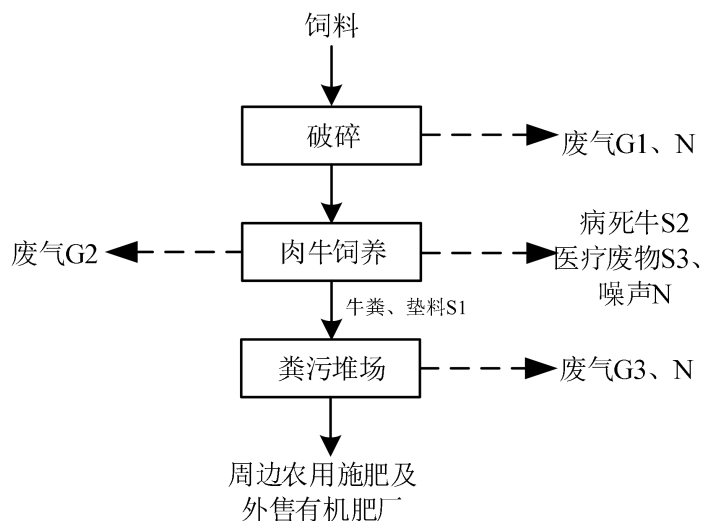 饲料
破碎
废气G1、N
废气G2
肉牛饲养
病死牛S2
医疗废物S3、
噪声N
牛粪、垫料S1
粪污堆场
废气G3、N
周边农用施肥及
外售有机肥厂